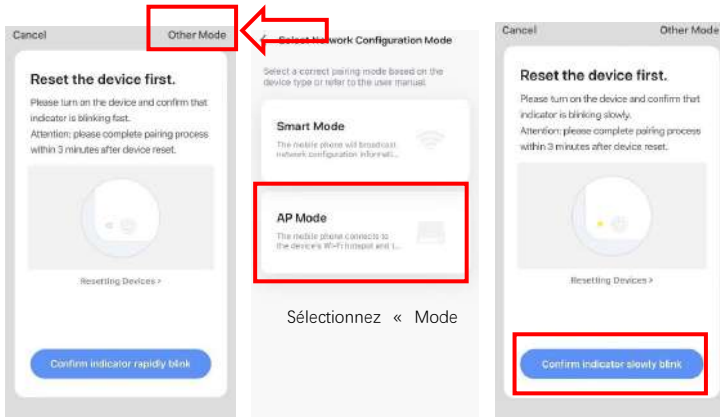 Cancel Other Mode
Reset the device first.
Please turn on the device and confirm that
indicator is blinking fast.
Attention: please complete pairing process
within 3 minutes after device reset.
Resetting Devices >
Confirm indicator rapidly blink
Select Network Configuration Mode
Select a correct pairing mode based on the
device type or refer to the user manual.
Smart Mode
The mobile phone will broadcast
network configuration informati...
AP Mode
The mobile phone connects to
the device's Wi-Fi hotspot and t...
Sélectionnez « Mode
Cancel Other Mode
Reset the device first.
Please turn on the device and confirm that
indicator is blinking slowly.
Attention: please complete pairing process
within 3 minutes after device reset.
Resetting Devices >
Confirm indicator slowly blink